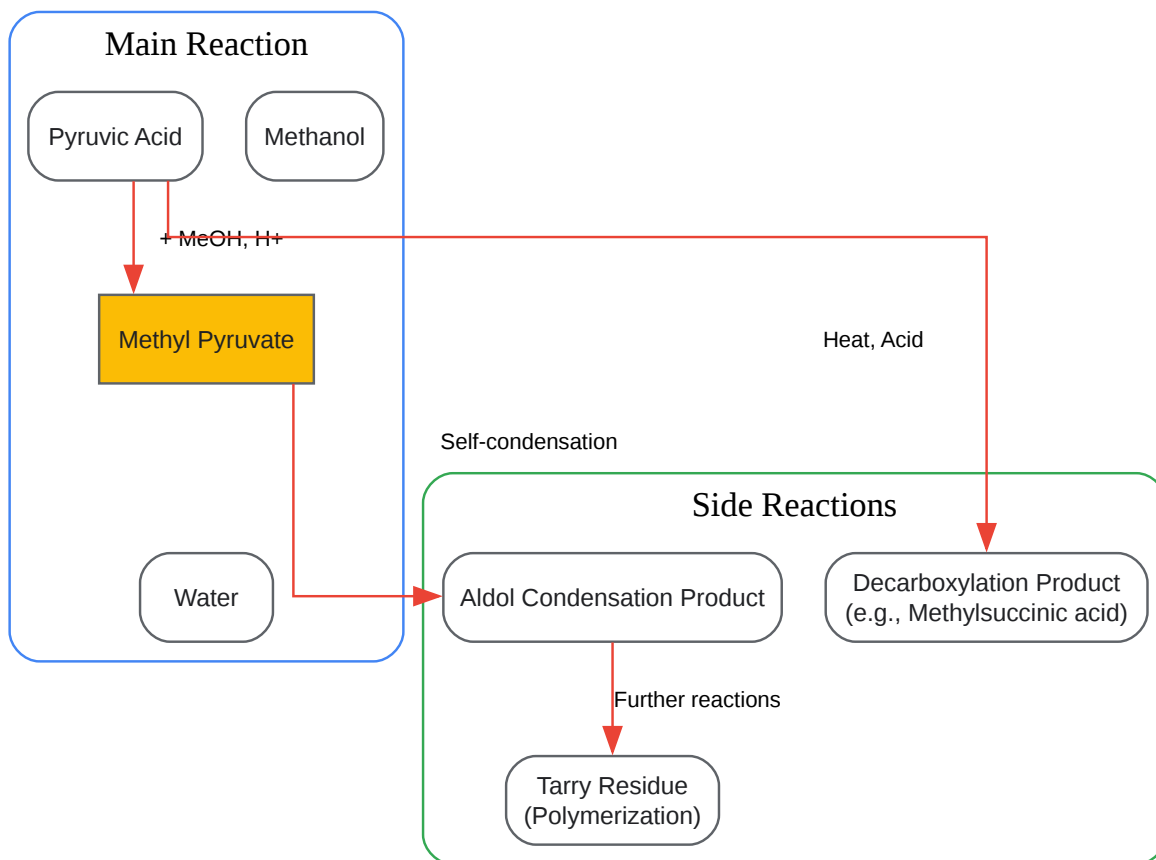 Main Reaction
Pyruvic Acid
Methanol
+ MeOH, H+
Methyl Pyruvate
Heat, Acid
Self-condensation
Side Reactions
Water
Aldol Condensation Product
Decarboxylation Product
(e.g., Methylsuccinic acid)
Further reactions
Tarry Residue
(Polymerization)